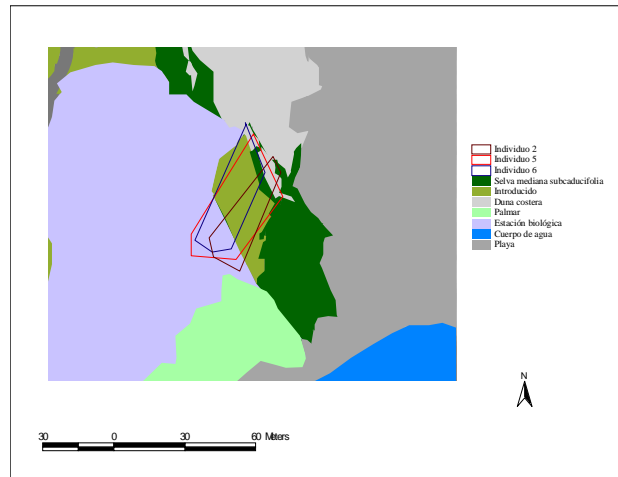 Individuo 2
Individuo 5
Individuo 6
Selva mediana subcaducifolia
Introducido
Duna costera
Palmar
Estación biológica
Cuerpo de agua
Playa
N
30 0 30 60 Meters